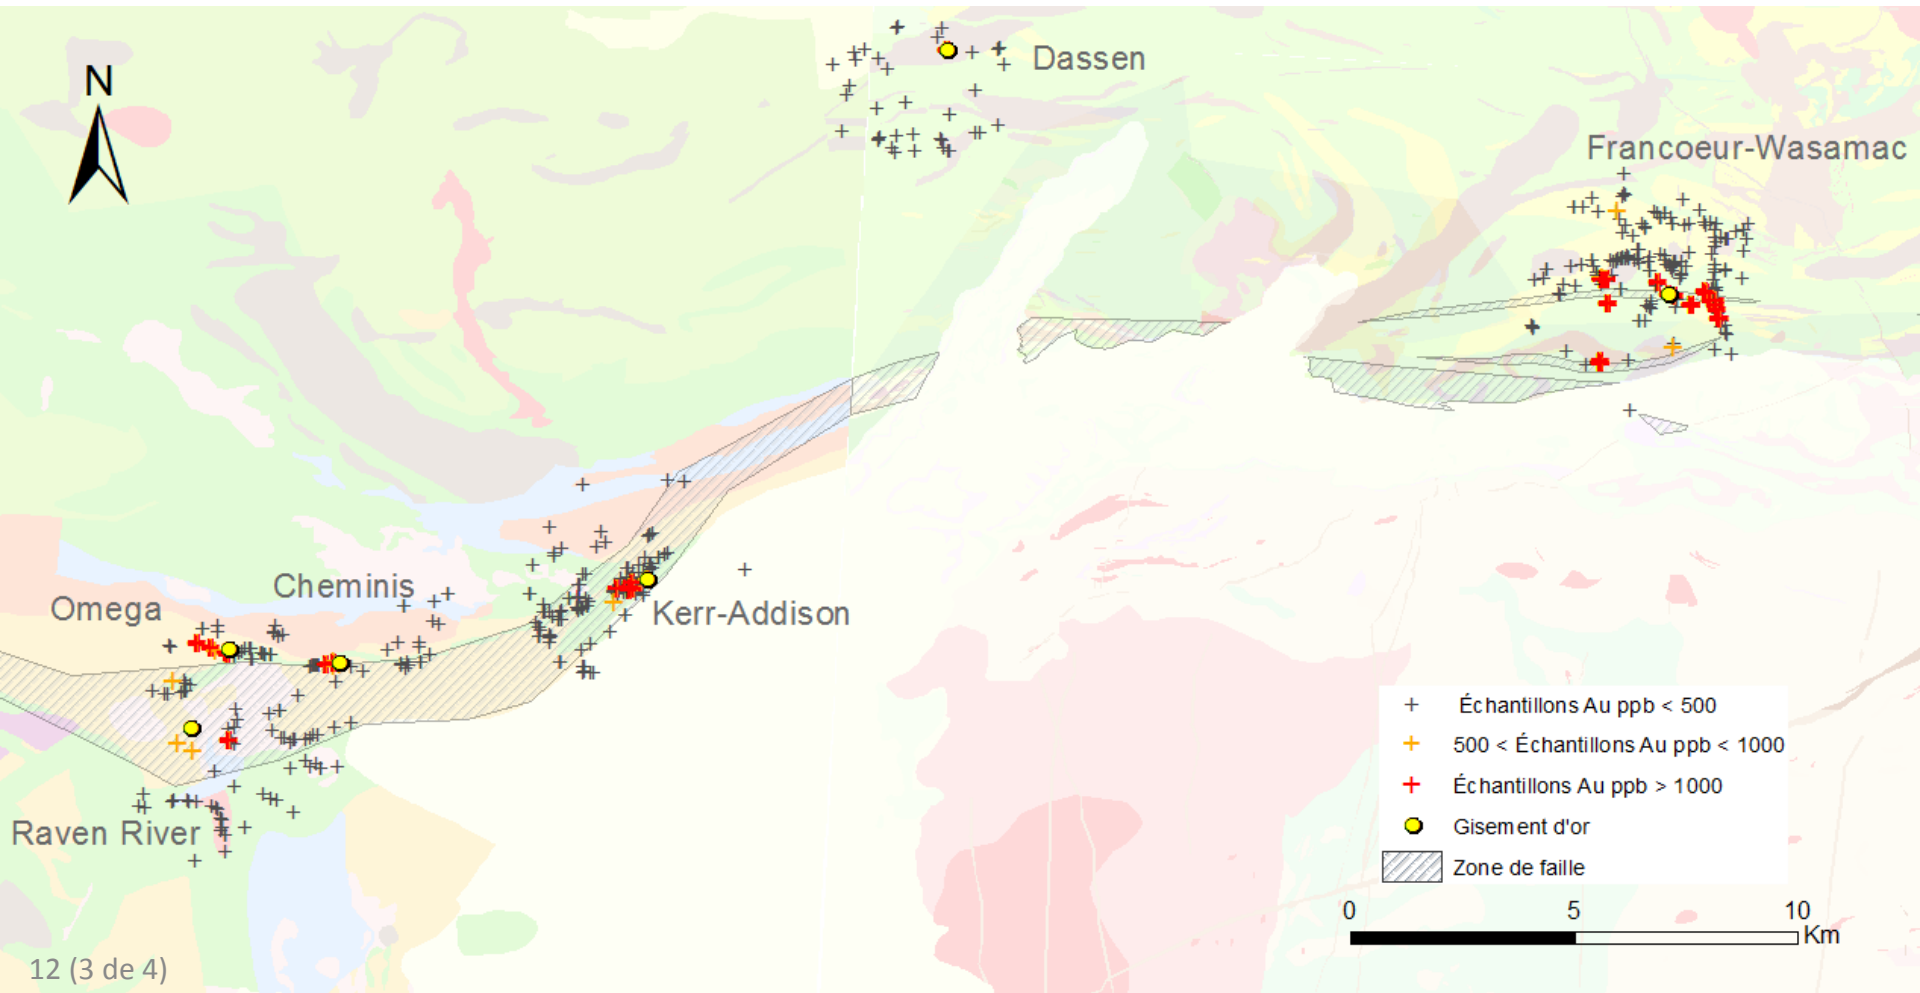 N
Dassen
Francoeur-Wasamac
Cheminis
Omega
Kerr-Addison
Raven River
Échantillons Au ppb < 500
500 < Échantillons Au ppb < 1000
Échantillons Au ppb > 1000
Gisement d'or
Zone de faille
0 5 10
Km
12 (3 de 4)